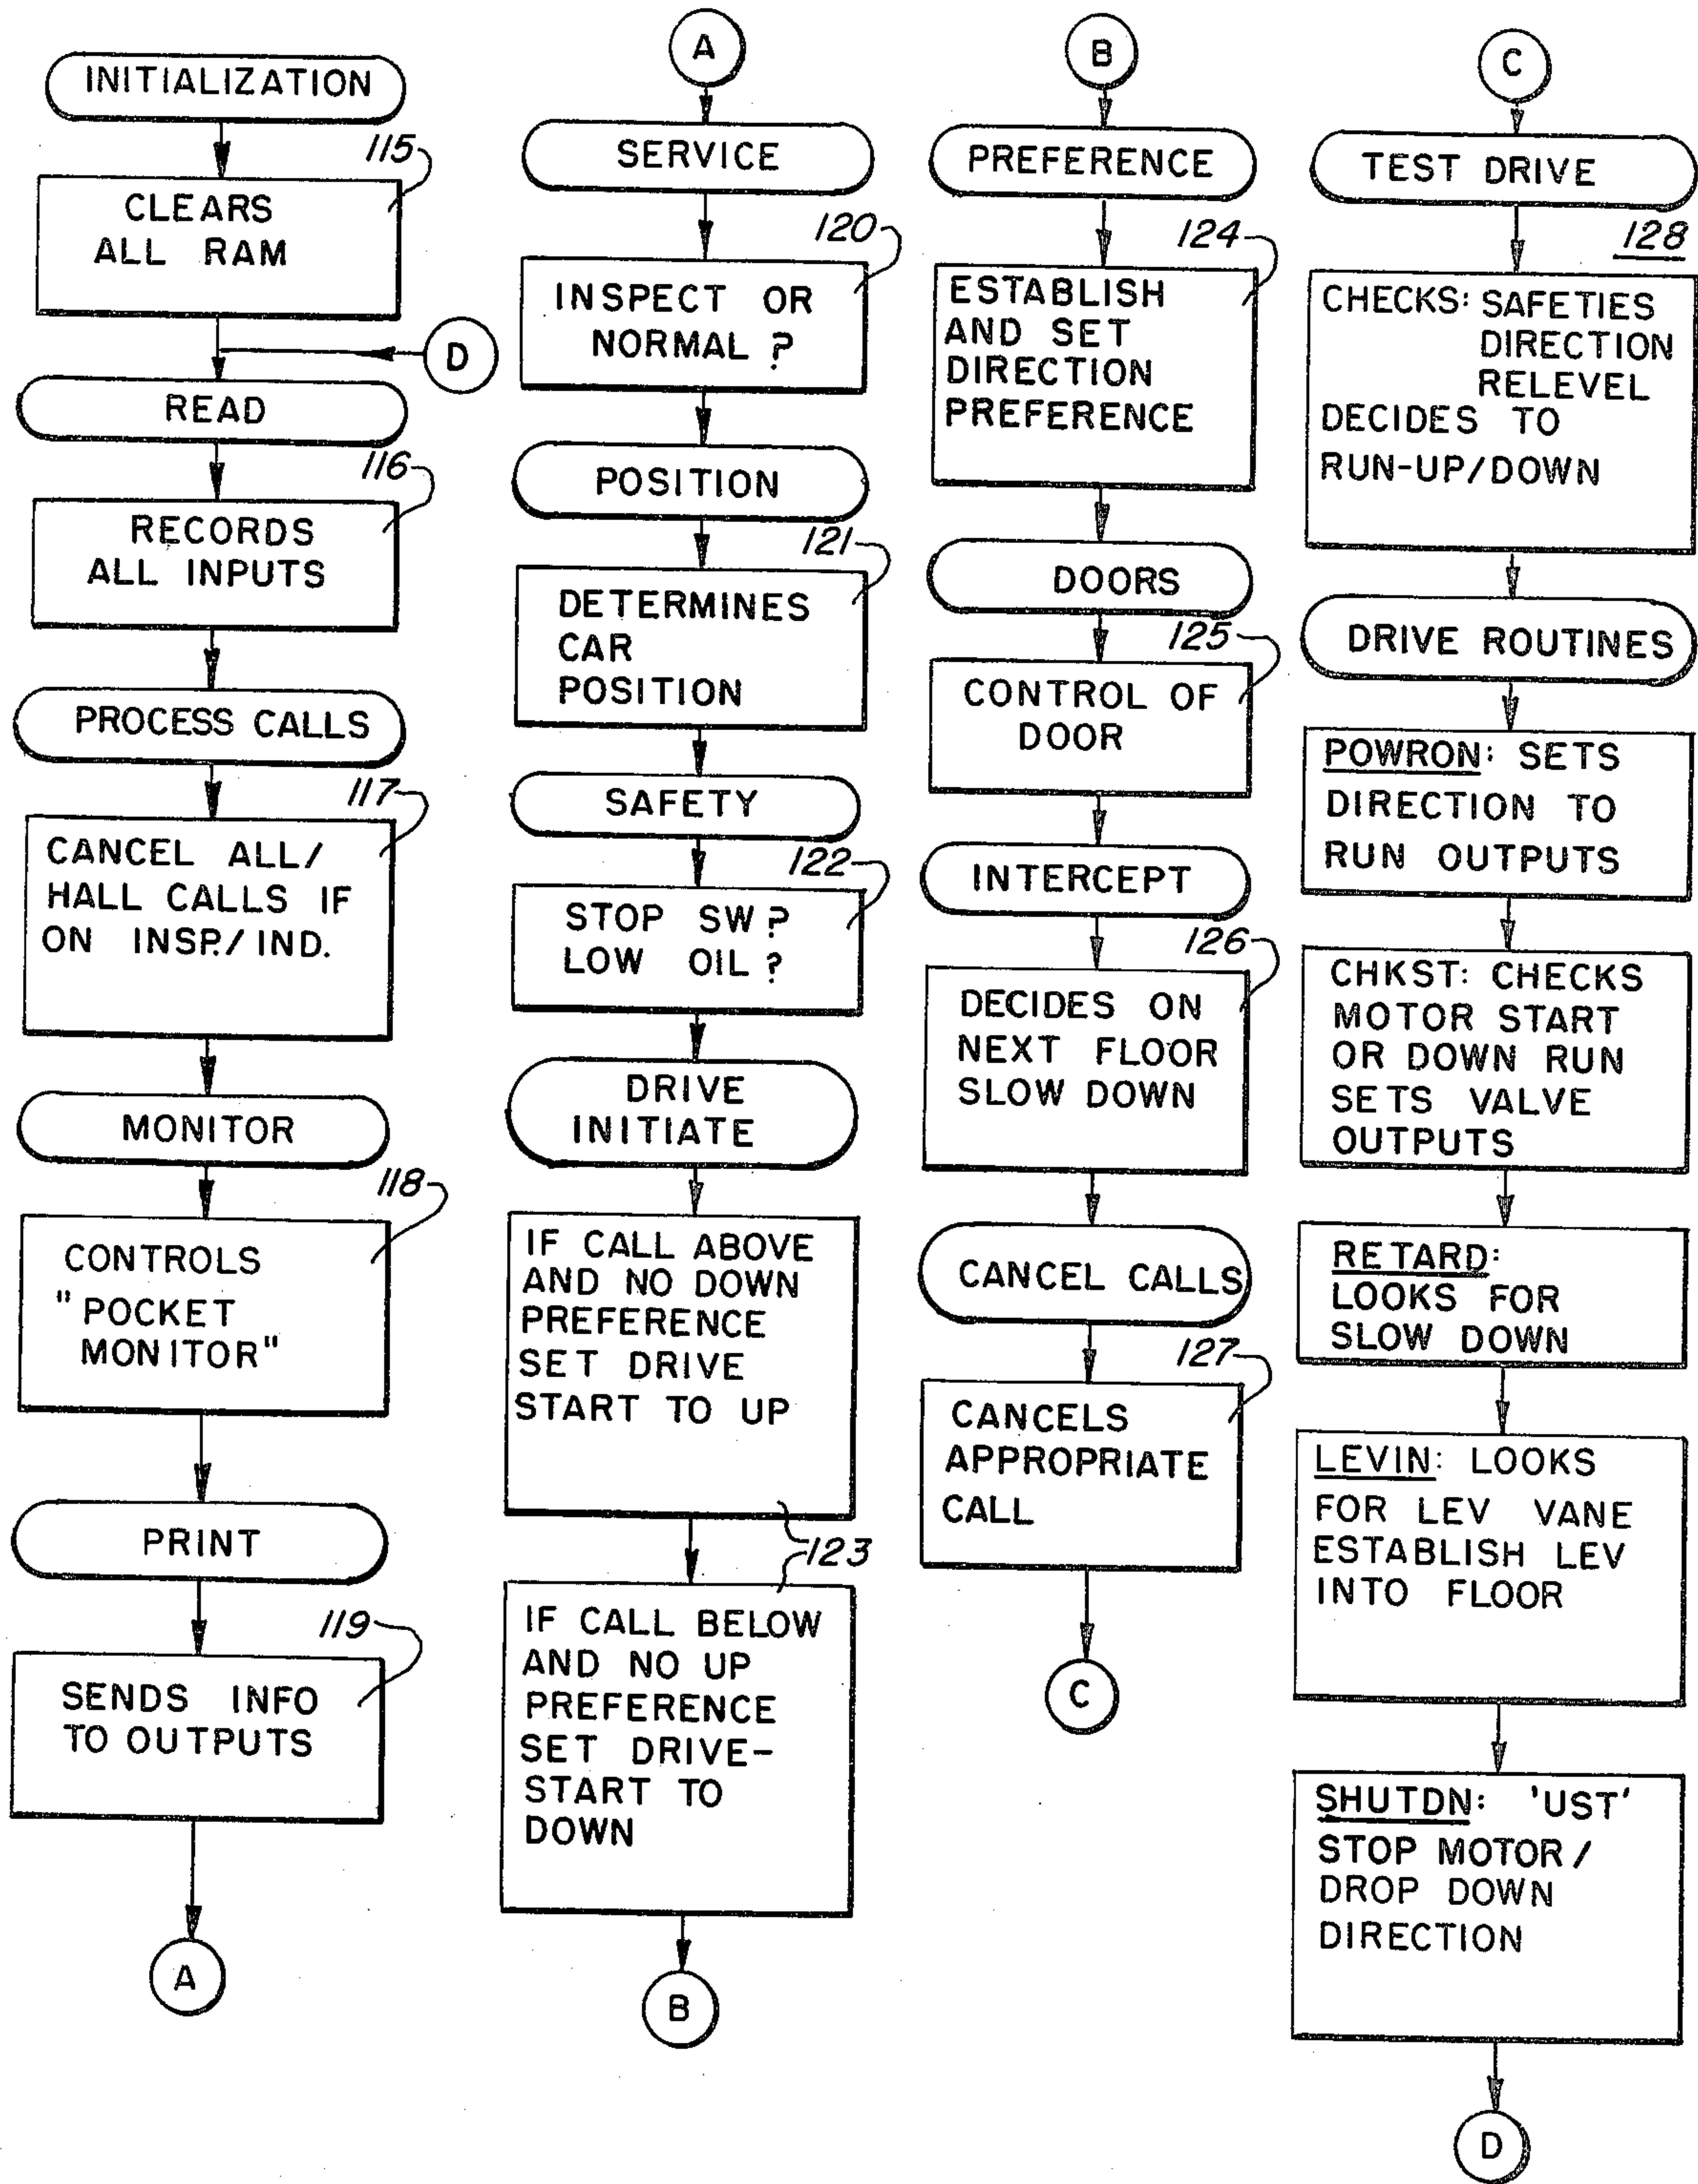 INITIALIZATION
115
CLEARS
ALL RAM
D
READ
116
RECORDS
ALL INPUTS
PROCESS CALLS
117
CANCEL ALL/
HALL CALLS IF
ON INSP./IND.
MONITOR
118
CONTROLS
"POCKET
MONITOR"
PRINT
119
SENDS INFO
TO OUTPUTS
A
A
SERVICE
120
INSPECT OR
NORMAL ?
POSITION
121
DETERMINES
CAR
POSITION
SAFETY
122
STOP SW?
LOW OIL?
DRIVE
INITIATE
IF CALL ABOVE
AND NO DOWN
PREFERENCE
SET DRIVE
START TO UP
123
IF CALL BELOW
AND NO UP
PREFERENCE
SET DRIVE-
START TO
DOWN
B
B
PREFERENCE
124
ESTABLISH
AND SET
DIRECTION
PREFERENCE
DOORS
125
CONTROL OF
DOOR
INTERCEPT
126
DECIDES ON
NEXT FLOOR
SLOW DOWN
CANCEL CALLS
127
CANCELS
APPROPRIATE
CALL
C
C
TEST DRIVE
128
CHECKS: SAFETIES
DIRECTION
RELEVEL
DECIDES TO
RUN-UP/DOWN
DRIVE ROUTINES
POWRON: SETS
DIRECTION TO
RUN OUTPUTS
CHKST: CHECKS
MOTOR START
OR DOWN RUN
SETS VALVE
OUTPUTS
RETARD:
LOOKS FOR
SLOW DOWN
LEVIN: LOOKS
FOR LEV VANE
ESTABLISH LEV
INTO FLOOR
SHUTDN: 'UST'
STOP MOTOR/
DROP DOWN
DIRECTION
D